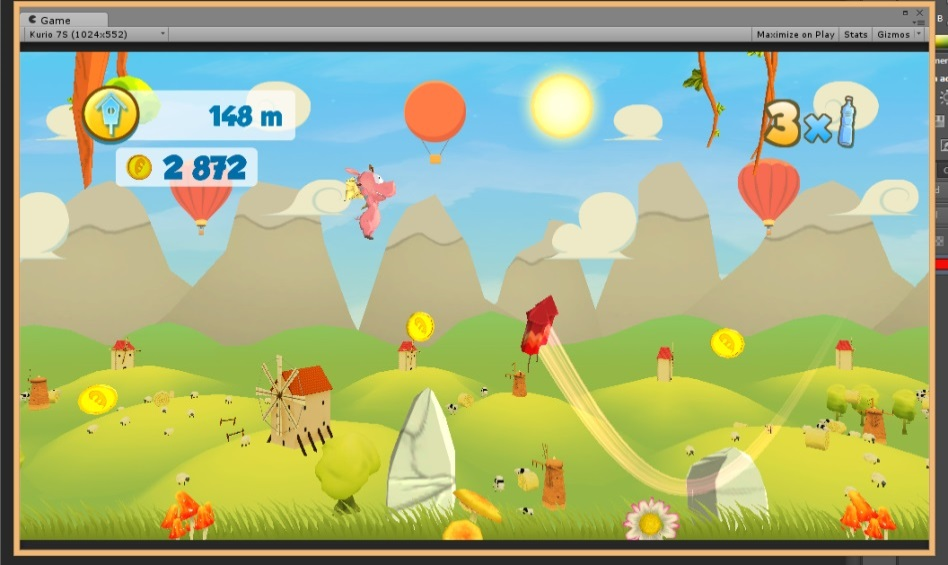 Game
Kurio 7S (1024x552)
Maximize on Play
Stats
Gizmos
148 m
2 872
3x